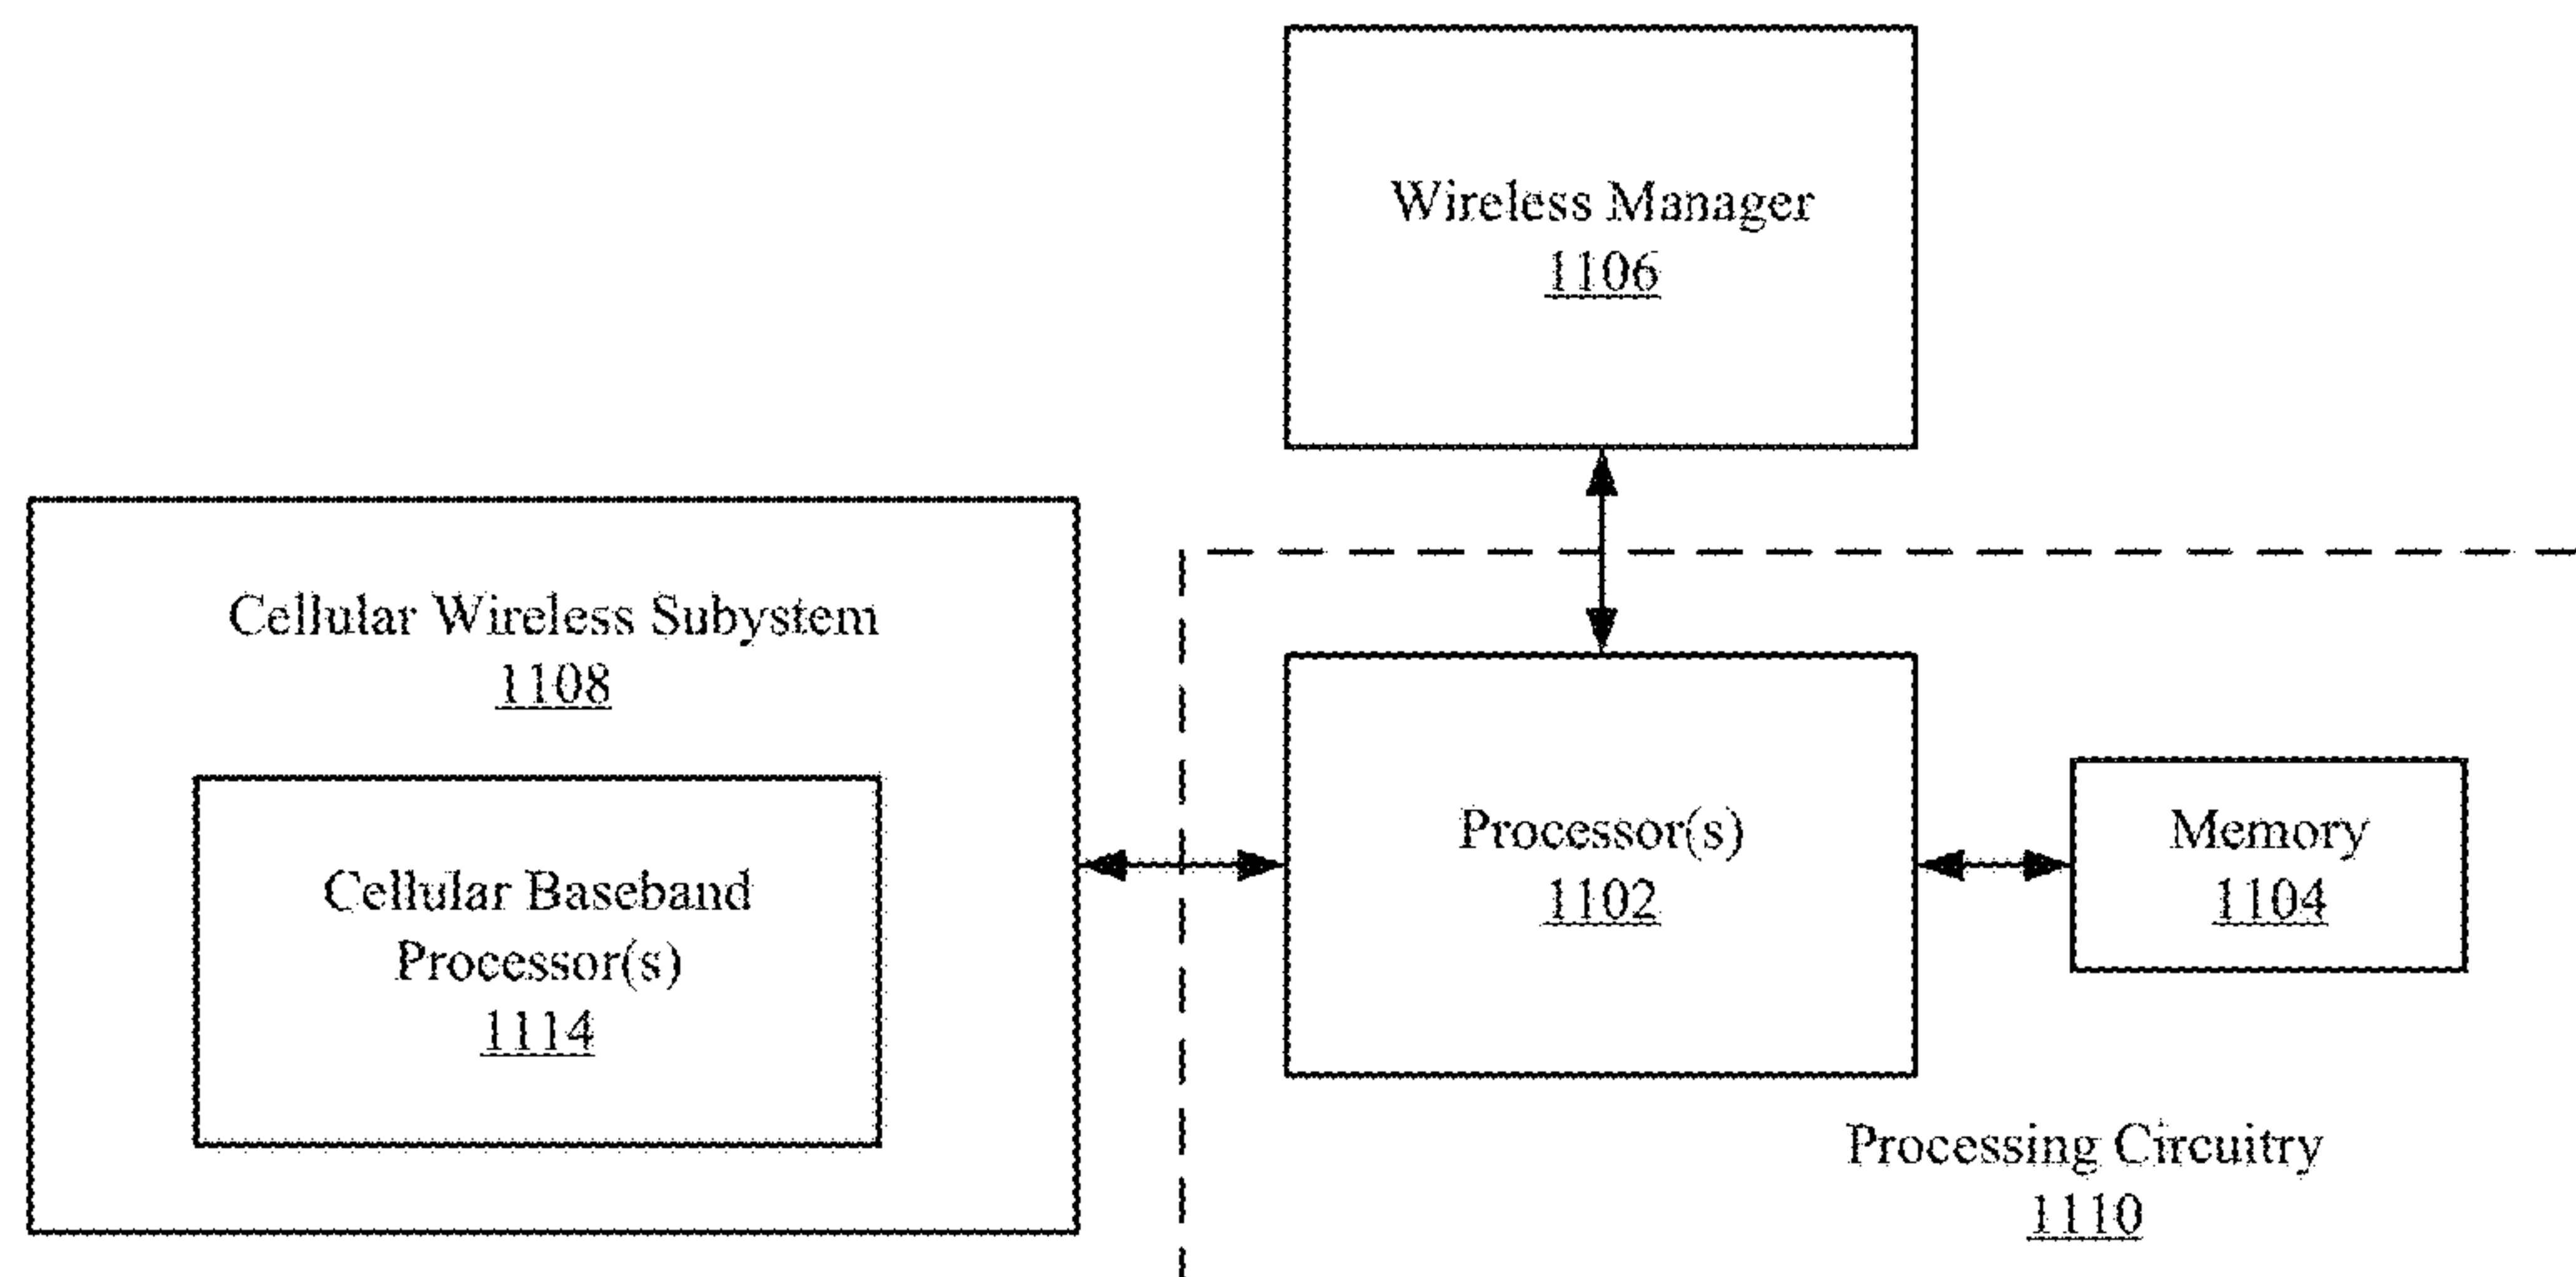 Wireless Manager
1106
Cellular Wireless Subystem
1108
Cellular Baseband
Processor(s)
1114
Processor(s)
1102
Memory
1104
Processing Circuitry
1110